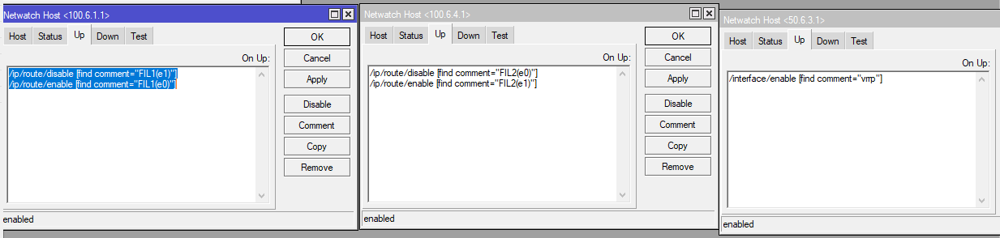 Netwatch Host <100.6.1.1>
Host Status Up Down Test
On Up:
/ip/route/disable [find comment="FIL1(e1)"]
/ip/route/enable [find comment="FIL1(e0)"]
OK
Cancel
Apply
Disable
Comment
Copy
Remove
enabled
Netwatch Host <100.6.4.1>
Host Status Up Down Test
On Up:
/ip/route/disable [find comment="FIL2(e0)"]
/ip/route/enable [find comment="FIL2(e1)"]
OK
Cancel
Apply
Disable
Comment
Copy
Remove
enabled
Netwatch Host <50.6.3.1>
Host Status Up Down Test
On Up:
/interface/enable [find comment="vrrp"]
enabled